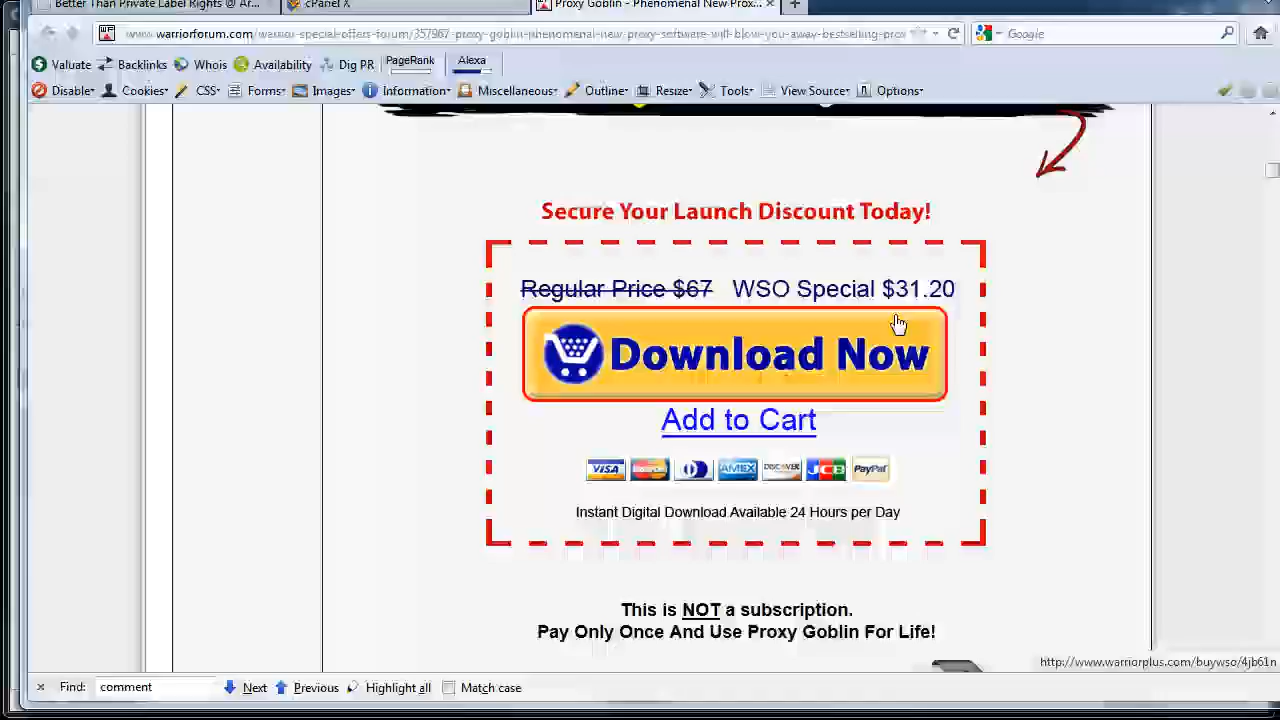 Better Than Private Label Rights @ Ar...
cPanel X
Proxy Goblin - Phenomenal New Prox...
www.warriorforum.com
Google
Valuate Backlinks Whois Availability Dig PR PageRank Alexa
Disable Cookies CSS Forms Images Information Miscellaneous Outline Resize Tools View Source Options
Secure Your Launch Discount Today!
Regular Price $67 WSO Special $31.20
Download Now
Add to Cart
VISA MasterCard AMEX DISCOVER JCB PayPal
Instant Digital Download Available 24 Hours per Day
This is NOT a subscription.
Pay Only Once And Use Proxy Goblin For Life!
http://www.warriorplus.com/buywso/4jb61n
Find: comment Next Previous Highlight all Match case